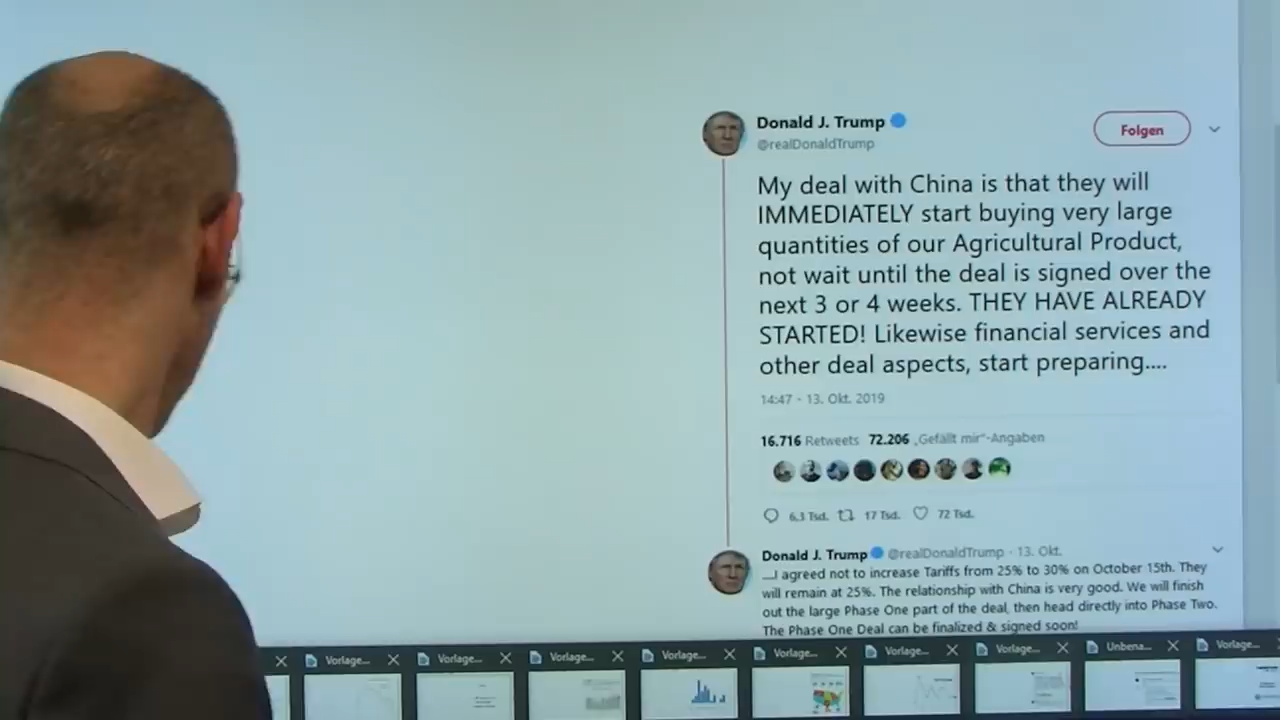 Donald J. Trump
@realDonaldTrump
Folgen
My deal with China is that they will
IMMEDIATELY start buying very large
quantities of our Agricultural Product,
not wait until the deal is signed over the
next 3 or 4 weeks. THEY HAVE ALREADY
STARTED! Likewise financial services and
other deal aspects, start preparing....
14:47 - 13. Okt. 2019
16.716 Retweets 72.206 „Gefällt mir“-Angaben
6,3 Tsd. 17 Tsd. 72 Tsd.
Donald J. Trump @realDonaldTrump · 13. Okt.
....I agreed not to increase Tariffs from 25% to 30% on October 15th. They
will remain at 25%. The relationship with China is very good. We will finish
out the large Phase One part of the deal, then head directly into Phase Two.
The Phase One Deal can be finalized & signed soon!
Vorlage... Vorlage... Vorlage... Vorlage... Vorlage... Vorlage... Vorlage... Unbena... Vorlage...